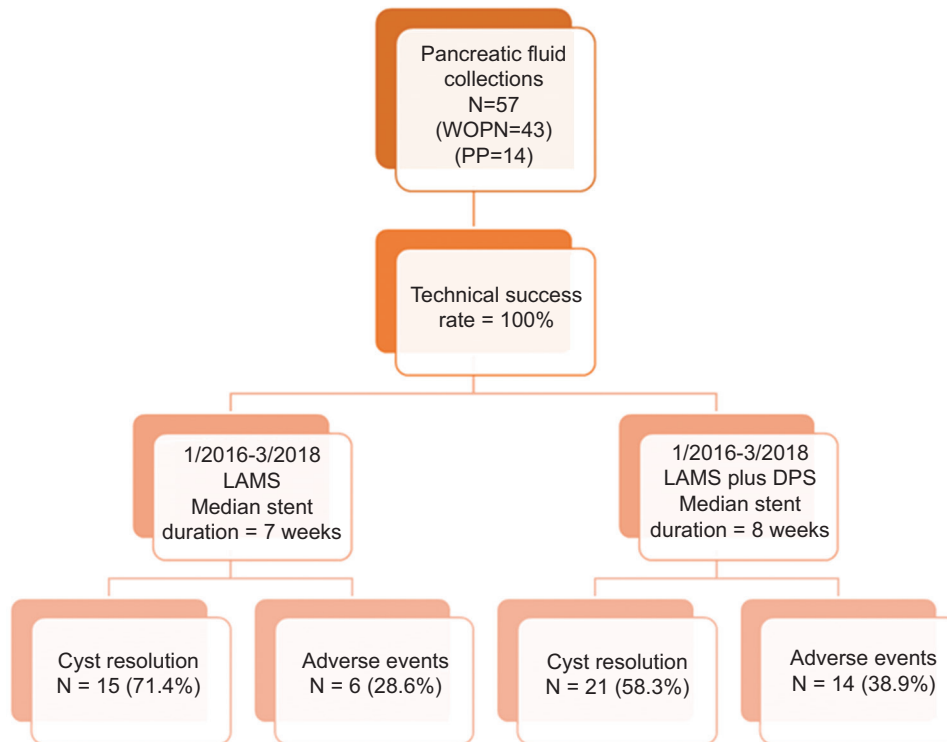 Pancreatic fluid
collections
N=57
(WOPN=43)
(PP=14)
Technical success
rate = 100%
1/2016-3/2018
LAMS
Median stent
duration = 7 weeks
1/2016-3/2018
LAMS plus DPS
Median stent
duration = 8 weeks
Cyst resolution
N = 15 (71.4%)
Adverse events
N = 6 (28.6%)
Cyst resolution
N = 21 (58.3%)
Adverse events
N = 14 (38.9%)